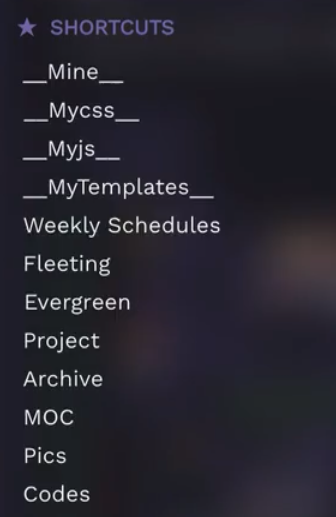 SHORTCUTS
__Mine__
__Mycss__
__Myjs__
__MyTemplates__
Weekly Schedules
Fleeting
Evergreen
Project
Archive
MOC
Pics
Codes